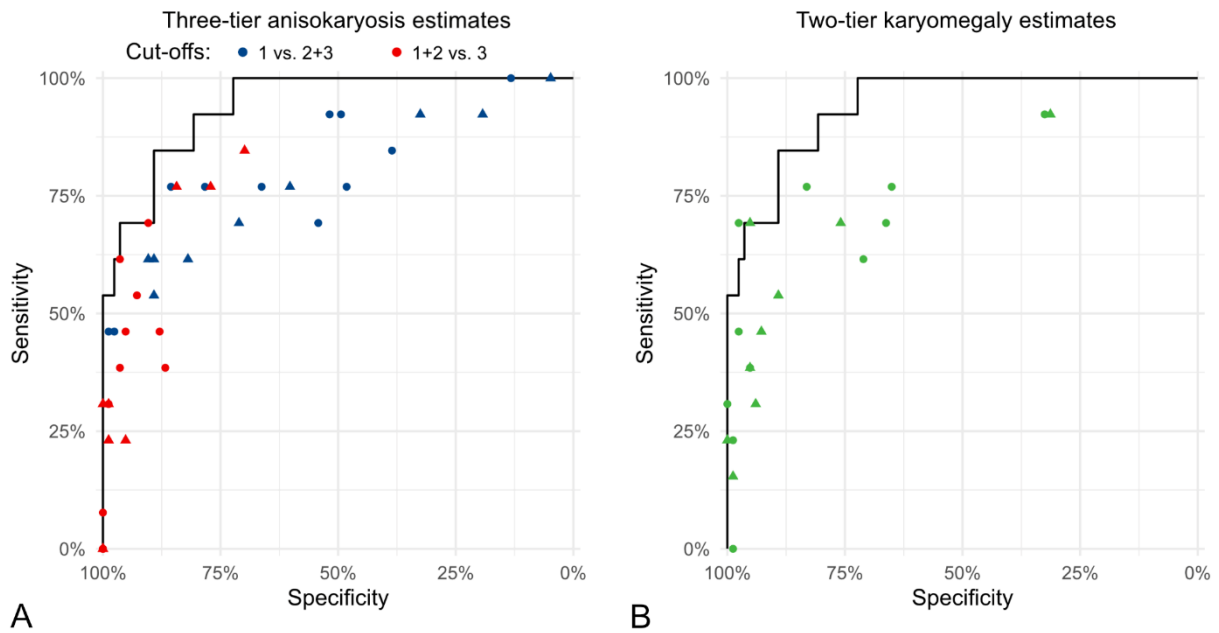 Three-tier anisokaryosis estimates
Cut-offs: 1 vs. 2+3 1+2 vs. 3
100%
75%
50%
25%
0%
Sensitivity
100% 75% 50% 25% 0%
Specificity
A
Two-tier karyomegaly estimates
100%
75%
50%
25%
0%
Sensitivity
100% 75% 50% 25% 0%
Specificity
B